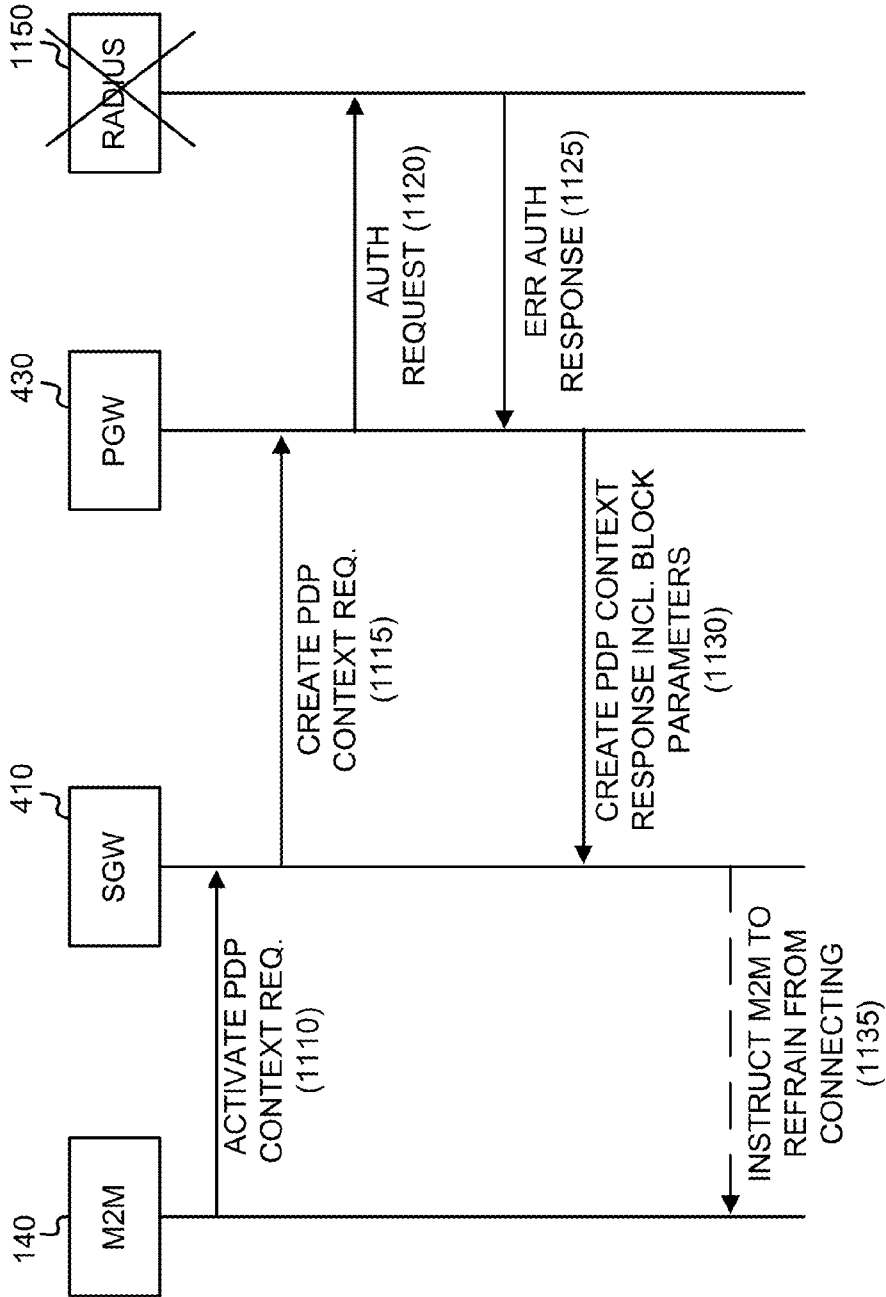 140
M2M
410
SGW
430
PGW
1150
RADIUS
ACTIVATE PDP
CONTEXT REQ.
(1110)
CREATE PDP
CONTEXT REQ.
(1115)
AUTH
REQUEST (1120)
ERR AUTH
RESPONSE (1125)
CREATE PDP CONTEXT
RESPONSE INCL. BLOCK
PARAMETERS
(1130)
INSTRUCT M2M TO
REFRAIN FROM
CONNECTING
(1135)